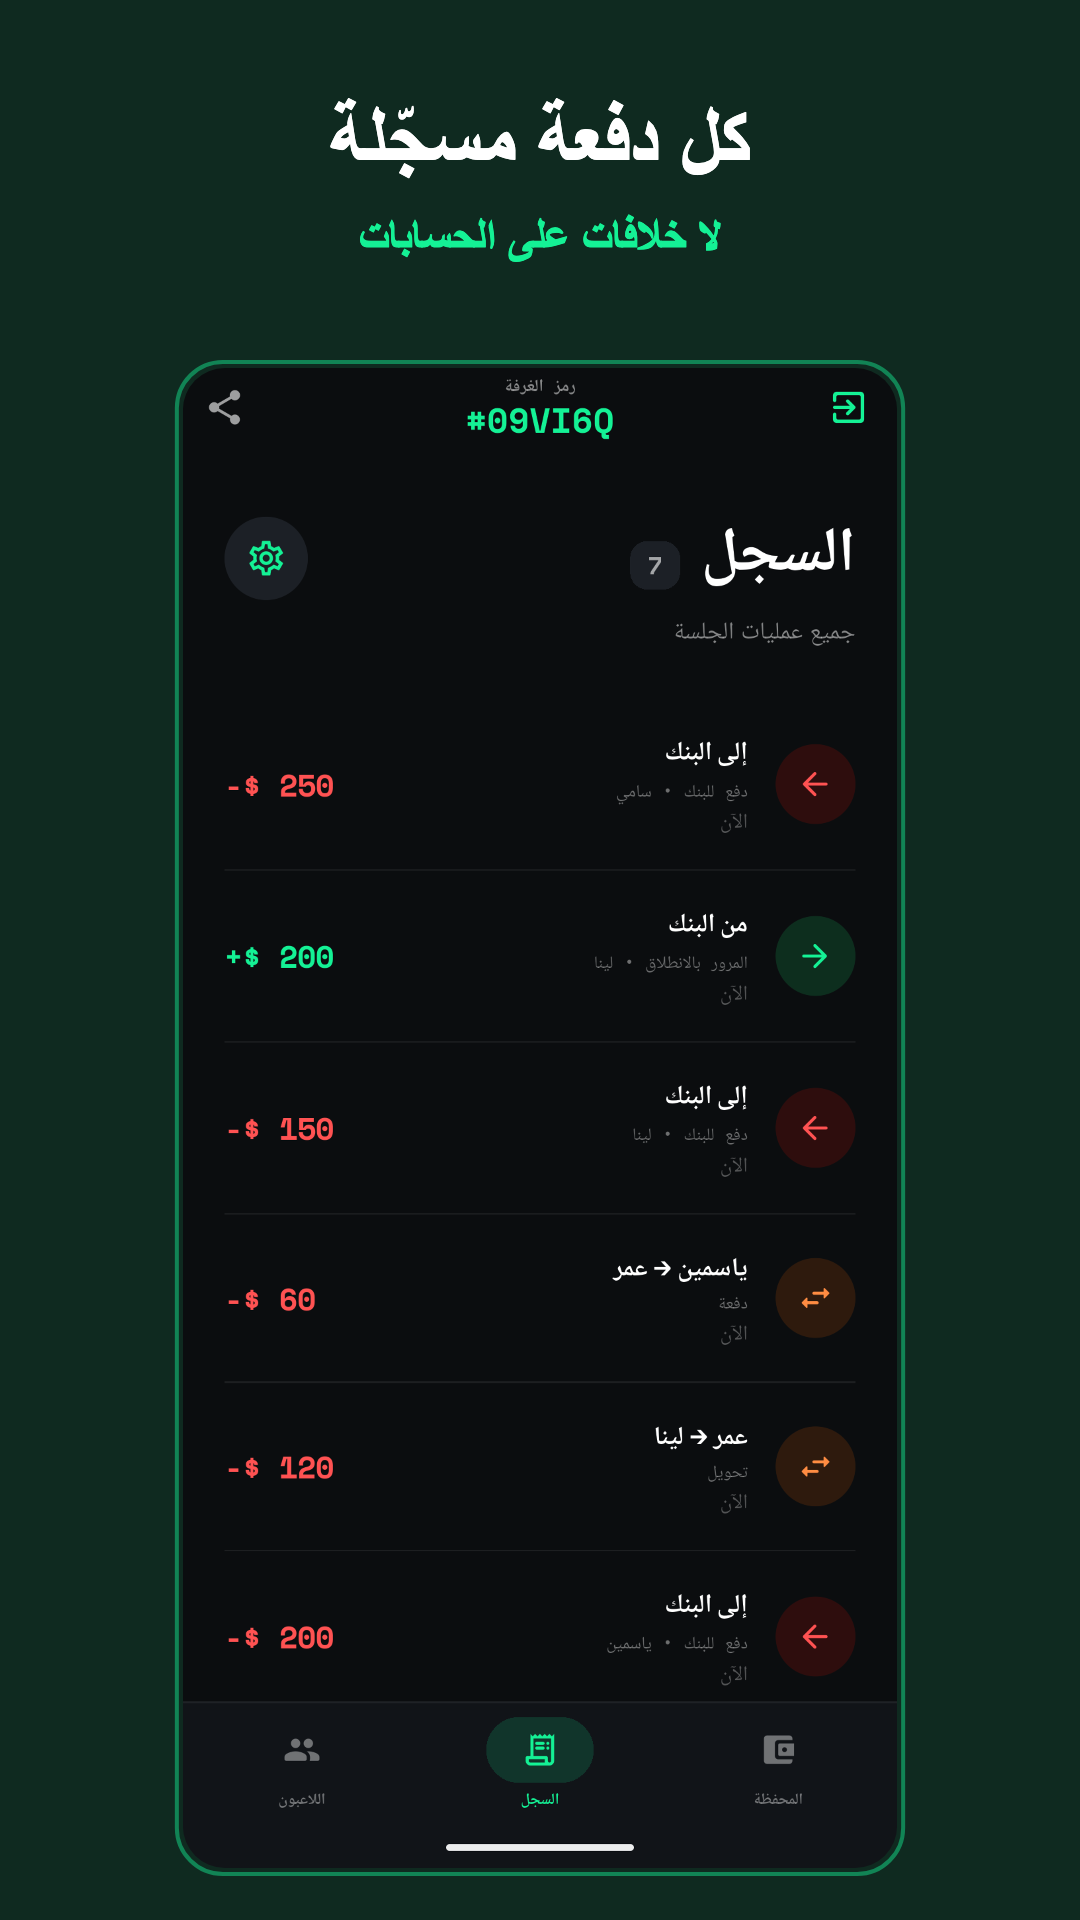 كل دفعة مسجّلة
لا خلافات على الحسابات
رمز الغرفة
#09VI6Q
السجل 7
جميع عمليات الجلسة
إلى البنك
دفع للبنك • سامي
الآن
-$ 250
من البنك
المرور بالانطلاق • لينا
الآن
+$ 200
إلى البنك
دفع للبنك • لينا
الآن
-$ 150
ياسمين → عمر
دفعة
الآن
-$ 60
عمر → لينا
تحويل
الآن
-$ 120
إلى البنك
دفع للبنك • ياسمين
الآن
-$ 200
المحفظة
السجل
اللاعبون